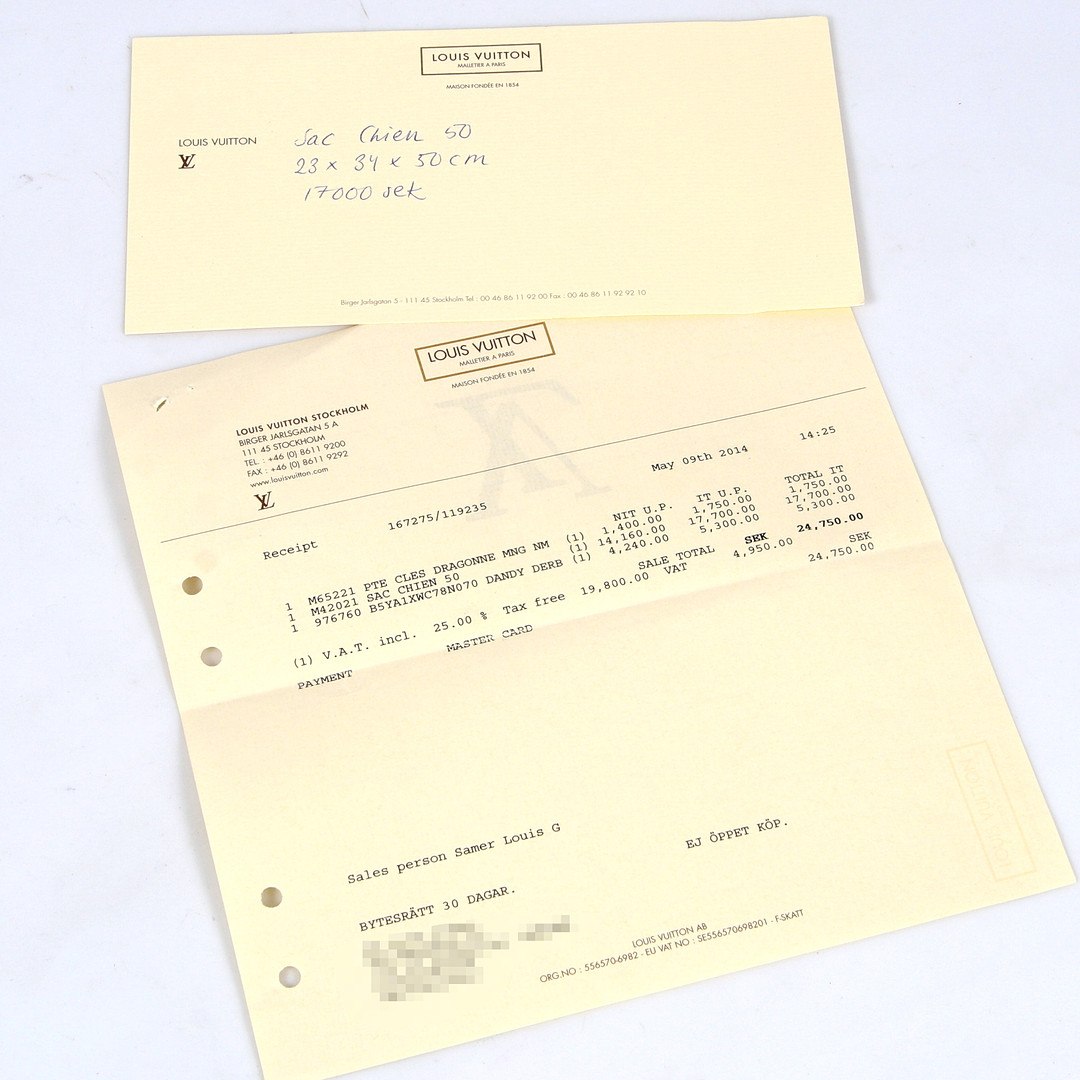 LOUIS VUITTON
MALLETIER A PARIS
MAISON FONDÉE EN 1854
LOUIS VUITTON
LV
Sac Chien 50
23 x 34 x 50 cm
17000 sek
Birger Jarlsgatan 5 - 111 45 Stockholm Tel : 00 46 86 11 92 00 Fax : 00 46 86 11 92 92 10
LOUIS VUITTON
MALLETIER A PARIS
MAISON FONDÉE EN 1854
LOUIS VUITTON STOCKHOLM
BIRGER JARLSGATAN 5 A
111 45 STOCKHOLM
TEL. : +46 (0) 8611 9200
FAX : +46 (0) 8611 9292
www.louisvuitton.com
LV
May 09th 2014 14:25
Receipt 167275/119235
NIT U.P. IT U.P. TOTAL IT
1 M65221 PTE CLES DRAGONNE MNG NM (1) 1,400.00 1,750.00 1,750.00
1 M42021 SAC CHIEN 50 (1) 14,160.00 17,700.00 17,700.00
1 976760 B5YA1XWC78N070 DANDY DERB (1) 4,240.00 5,300.00 5,300.00
SALE TOTAL SEK 24,750.00
(1) V.A.T. incl. 25.00 % Tax free 19,800.00 VAT 4,950.00 SEK
PAYMENT MASTER CARD 24,750.00
Sales person Samer Louis G
EJ ÖPPET KÖP.
BYTESRÄTT 30 DAGAR.
LOUIS VUITTON AB
ORG.NO : 556570-6982 - EU VAT NO : SE556570698201 - F-SKATT